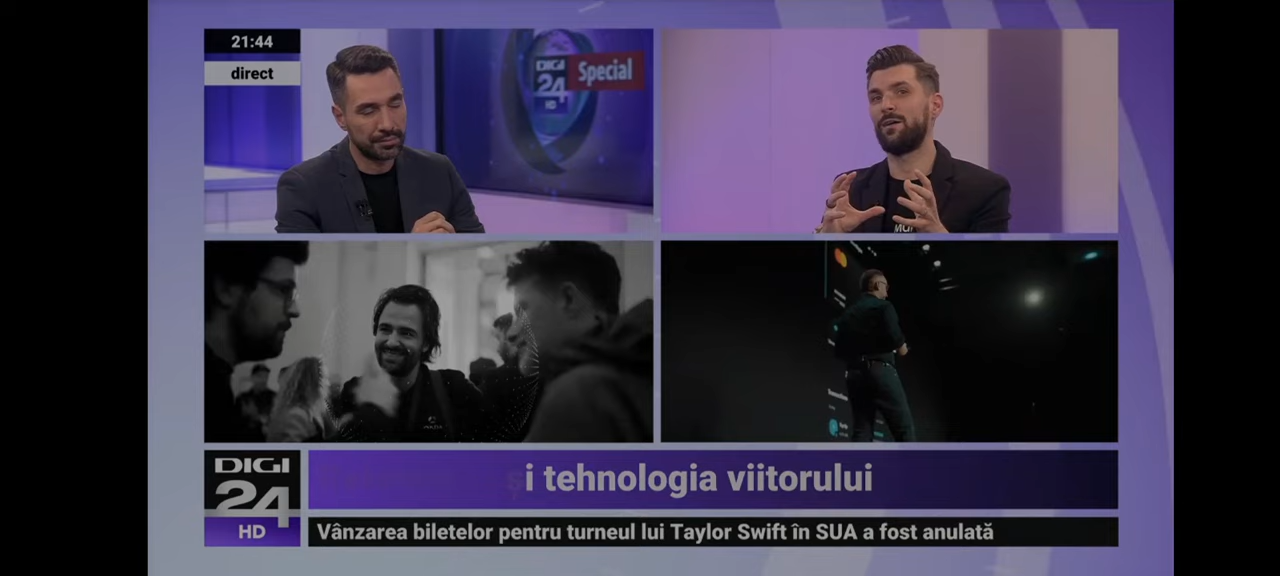 21:44
direct
DIGI
24
HD
Special
DIGI
24
HD
și tehnologia viitorului
Vânzarea biletelor pentru turneul lui Taylor Swift în SUA a fost anulată